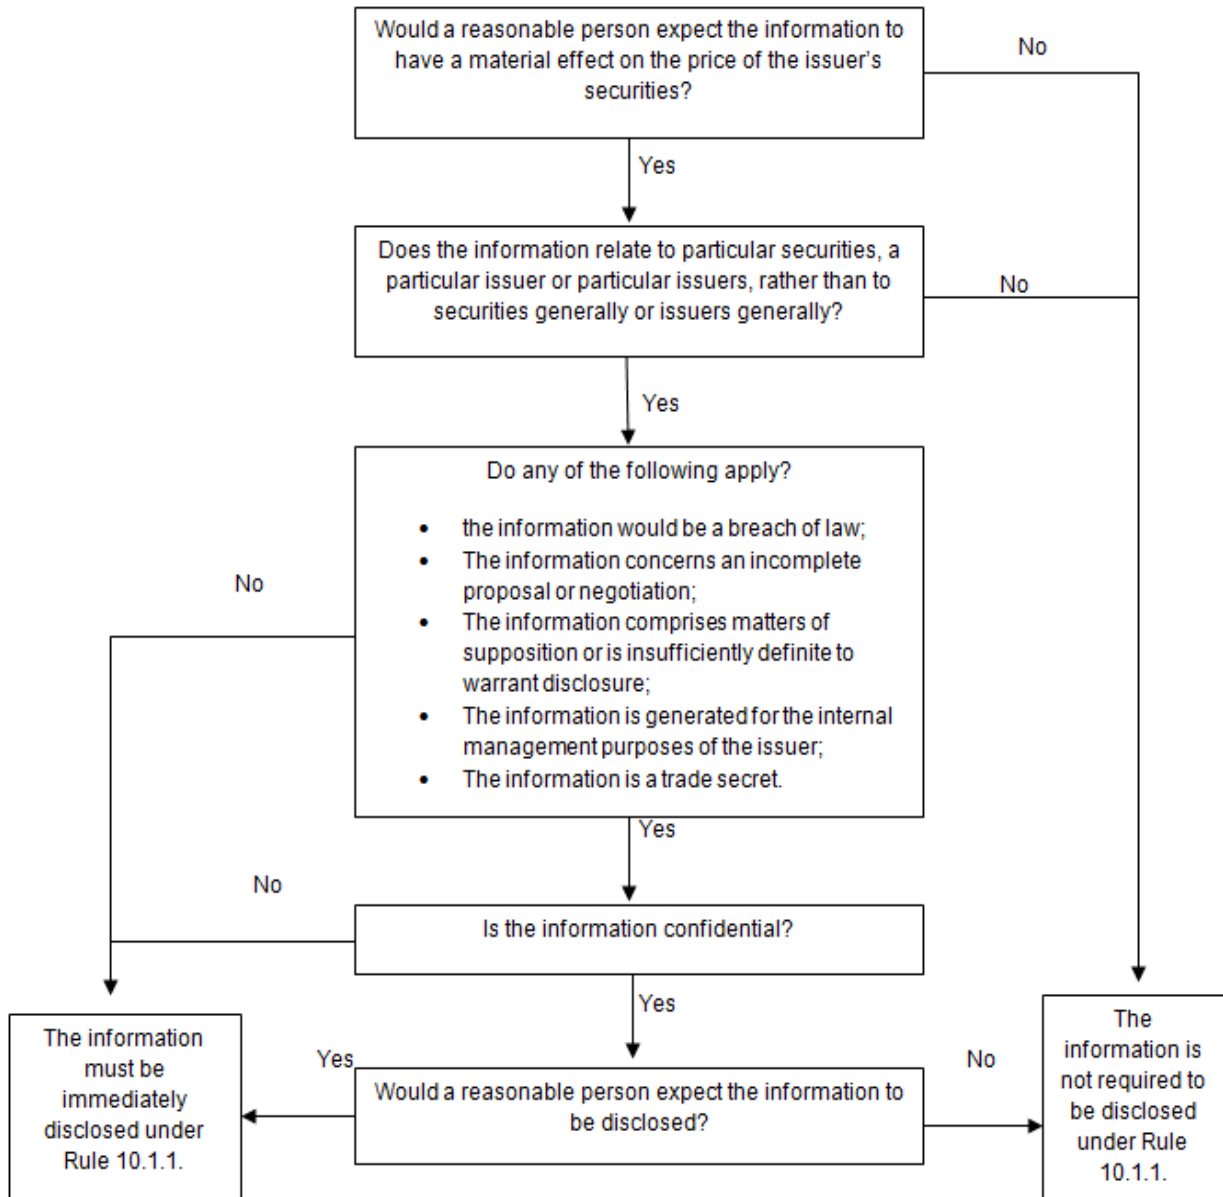 Would a reasonable person expect the information to
have a material effect on the price of the issuer's
securities?
No
Yes
Does the information relate to particular securities, a
particular issuer or particular issuers, rather than to
securities generally or issuers generally?
No
Yes
Do any of the following apply?
• the information would be a breach of law;
• The information concerns an incomplete
proposal or negotiation;
• The information comprises matters of
supposition or is insufficiently definite to
warrant disclosure;
• The information is generated for the internal
management purposes of the issuer;
• The information is a trade secret.
No
Yes
No
Is the information confidential?
Yes
The information
must be
immediately
disclosed under
Rule 10.1.1.
Yes
Would a reasonable person expect the information to
be disclosed?
No
The
information is
not required to
be disclosed
under Rule
10.1.1.